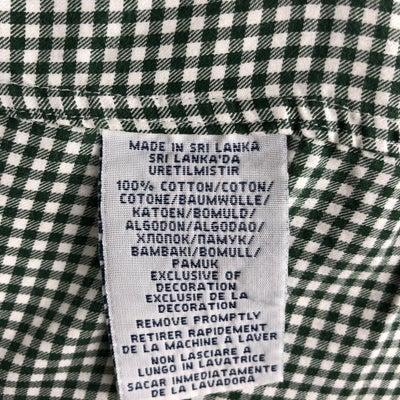 MADE IN SRI LANKA
SRI LANKA'DA
URETILMISTIR
100% COTTON/COTON/
COTONE/BAUMWOLLE/
KATOEN/BOMULD/
ALGODON/ALGODAO/
ХЛОПОК/ПАМУК/
BAMBAKI/BOMULL/
PAMUK
EXCLUSIVE OF
DECORATION
EXCLUSIF DE LA
DECORATION
REMOVE PROMPTLY
RETIRER RAPIDEMENT
DE LA MACHINE A LAVER
NON LASCIARE A
LUNGO IN LAVATRICE
SACAR INMEDIATAMENTE
DE LA LAVADORA